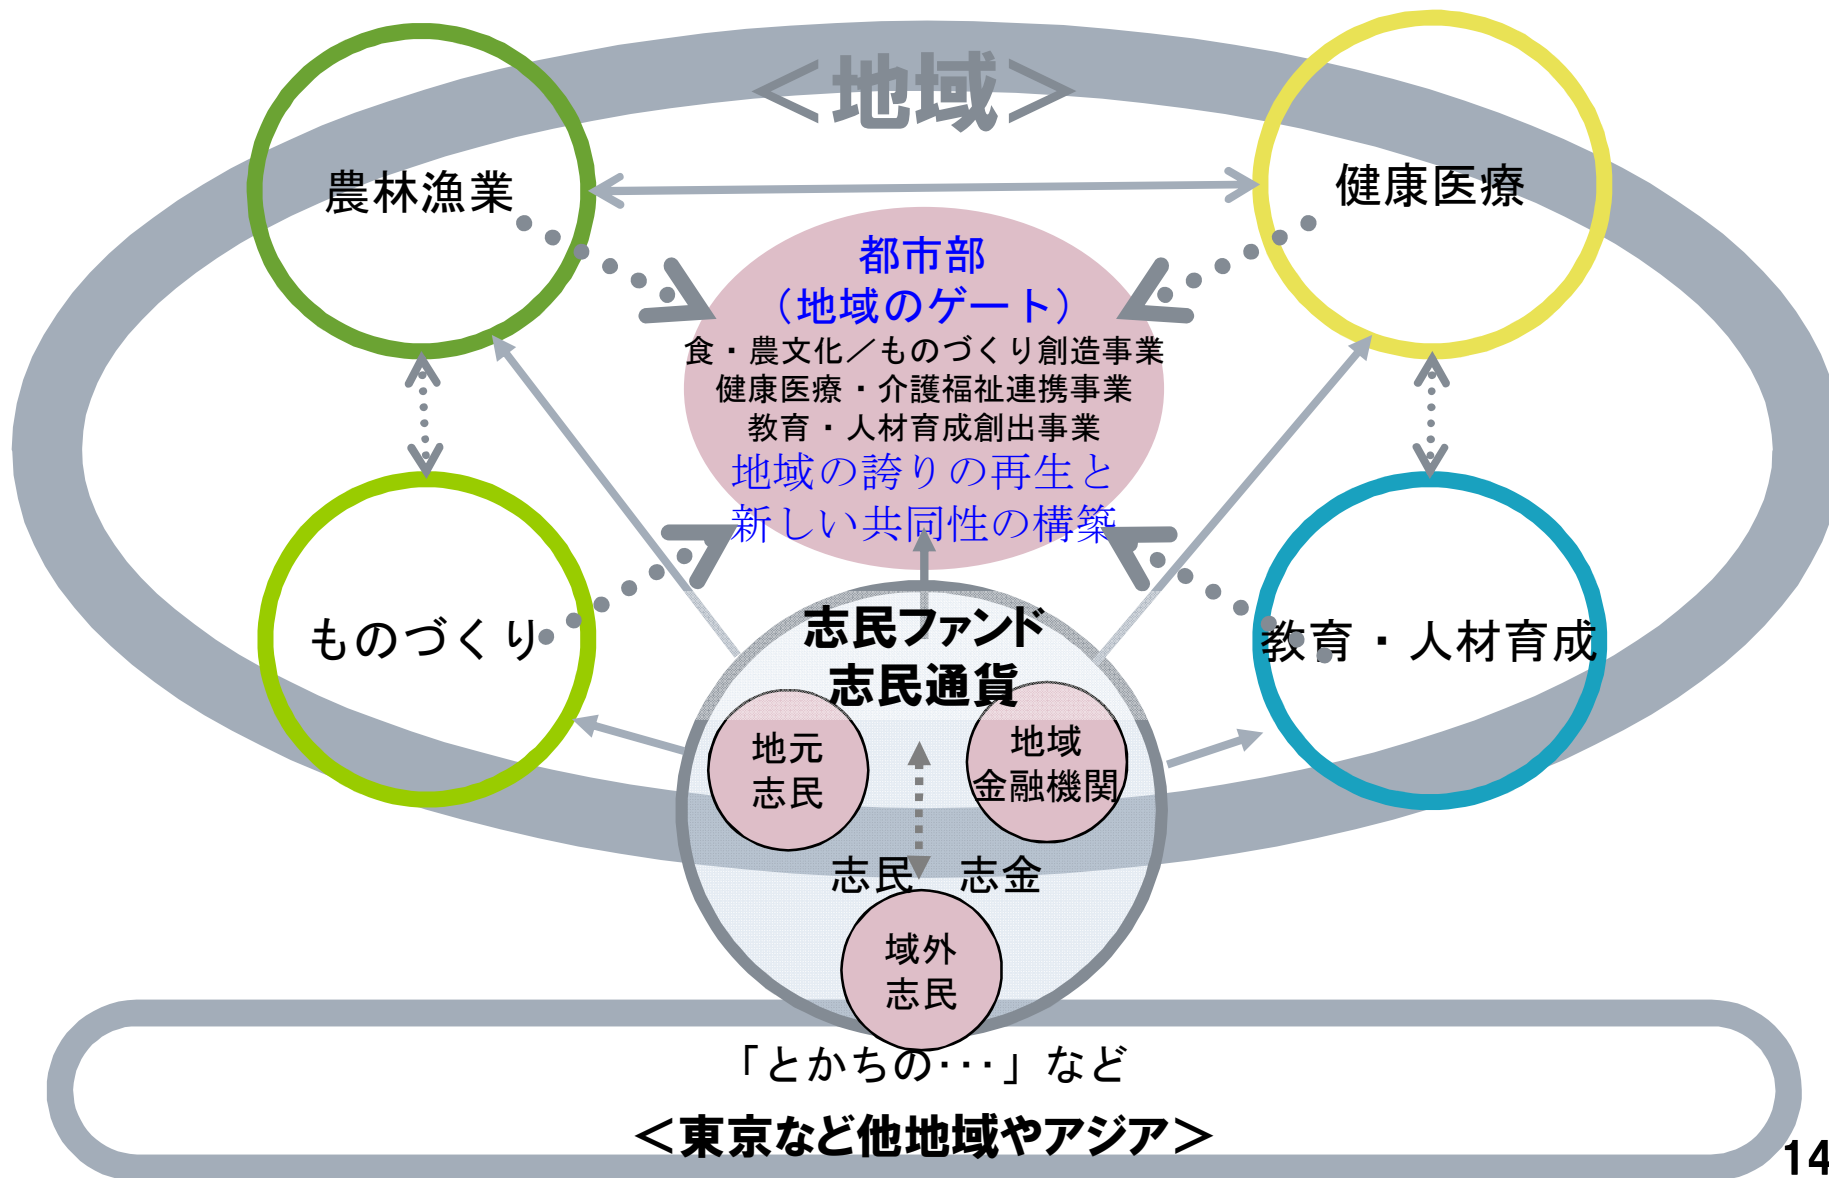 ＜地域＞
農林漁業
健康医療
都市部
（地域のゲート）
食・農文化／ものづくり創造事業
健康医療・介護福祉連携事業
教育・人材育成創出事業
地域の誇りの再生と
新しい共同性の構築
ものづくり
教育・人材育成
志民ファンド
志民通貨
地元
志民
地域
金融機関
志民　志金
域外
志民
「とかちの･･･」など
＜東京など他地域やアジア＞
14